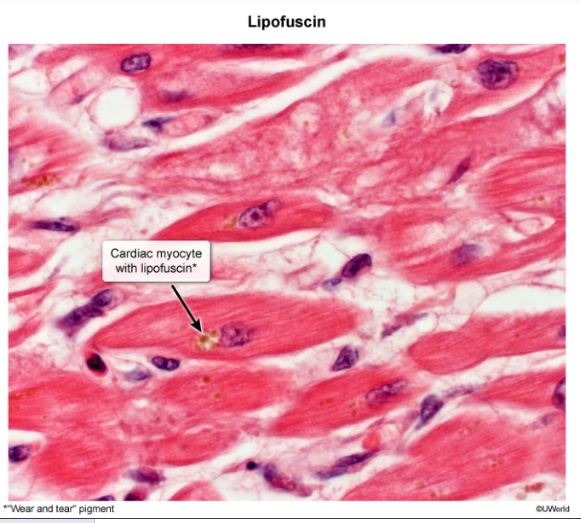 Lipofuscin
Cardiac myocyte
with lipofuscin*
*"Wear and tear" pigment
©UWorld